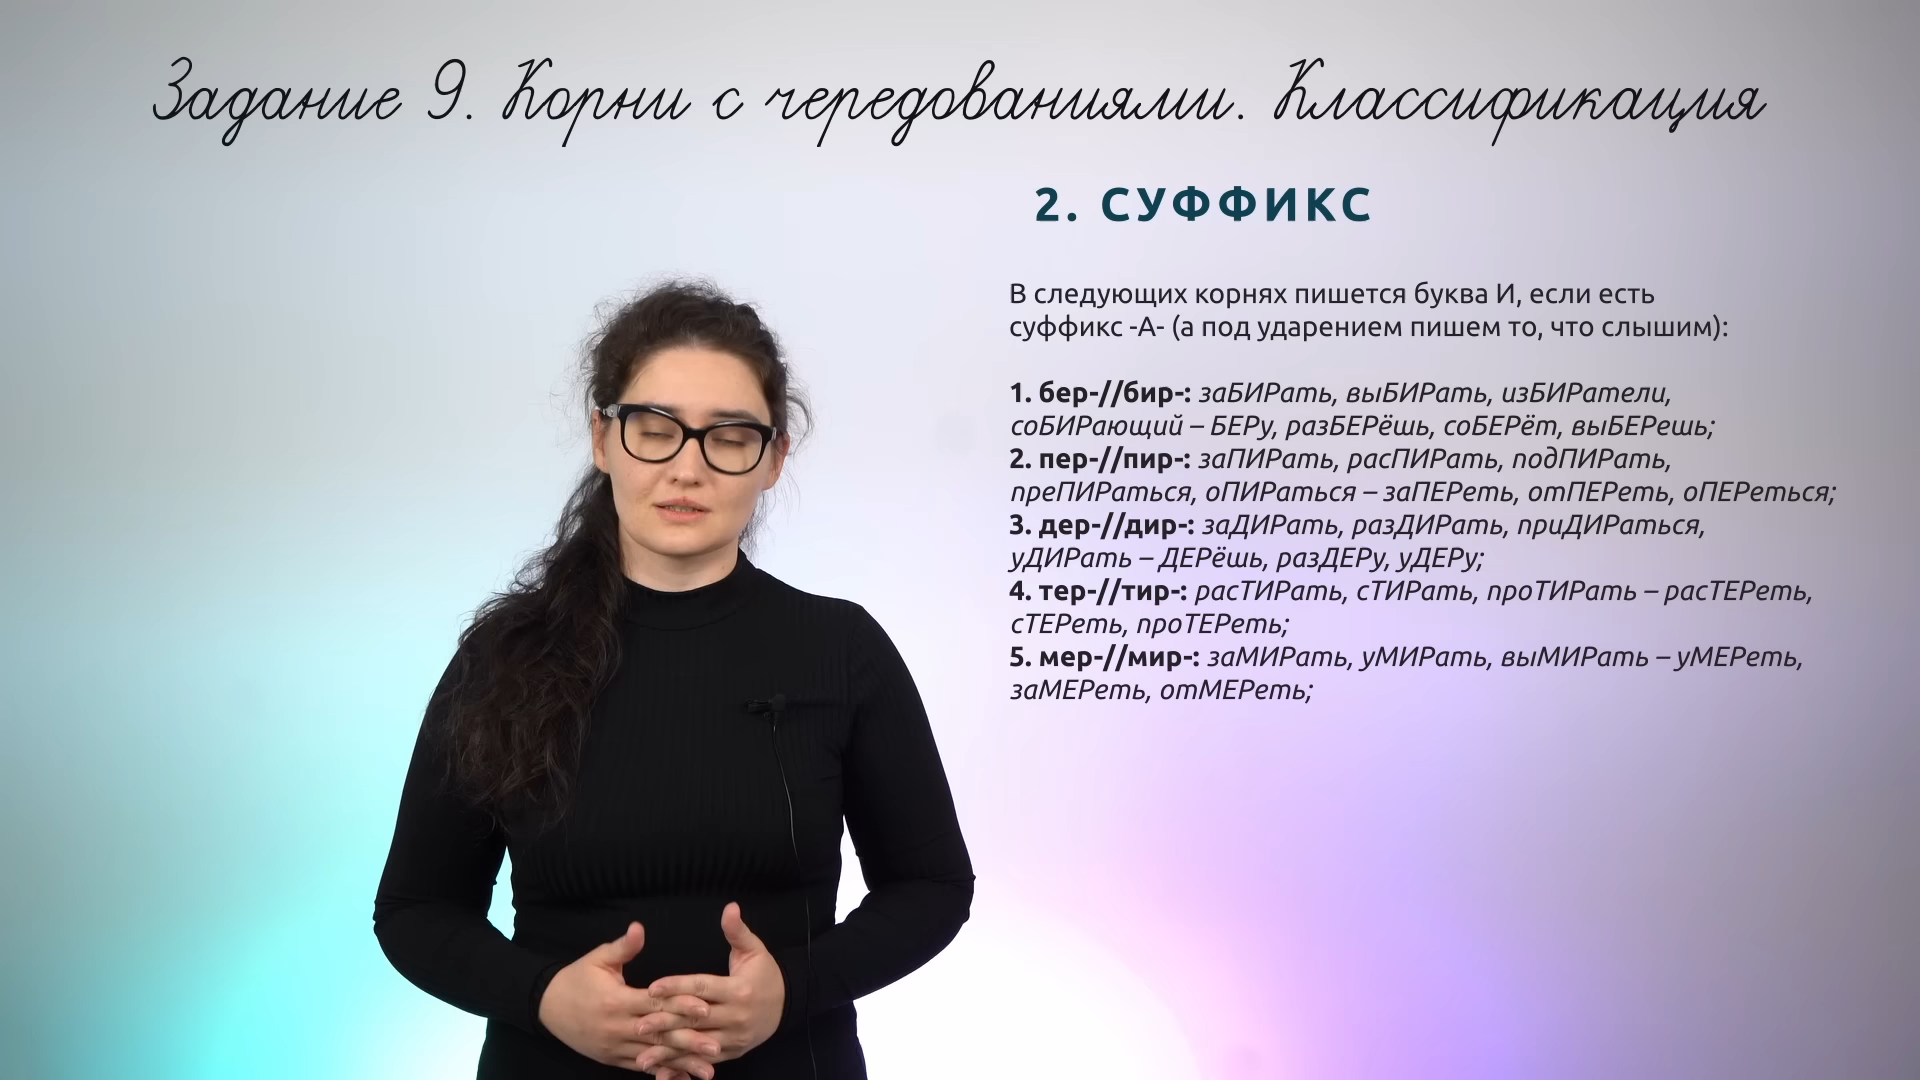 Задание 9. Корни с чередованиями. Классификация
2. СУФФИКС
В следующих корнях пишется буква И, если есть
суффикс -А- (а под ударением пишем то, что слышим):
1. бер-//бир-: заБИРать, выБИРать, изБИРатели,
соБИРающий – БЕРу, разБЕРёшь, соБЕРёт, выБЕРешь;
2. пер-//пир-: заПИРать, расПИРать, подПИРать,
преПИРаться, оПИРаться – заПЕРеть, отПЕРеть, оПЕРеться;
3. дер-//дир-: заДИРать, разДИРать, приДИРаться,
уДИРать – ДЕРёшь, разДЕРу, уДЕРу;
4. тер-//тир-: расТИРать, сТИРать, проТИРать – расТЕРеть,
сТЕРеть, проТЕРеть;
5. мер-//мир-: заМИРать, уМИРать, выМИРать – уМЕРеть,
заМЕРеть, отМЕРеть;